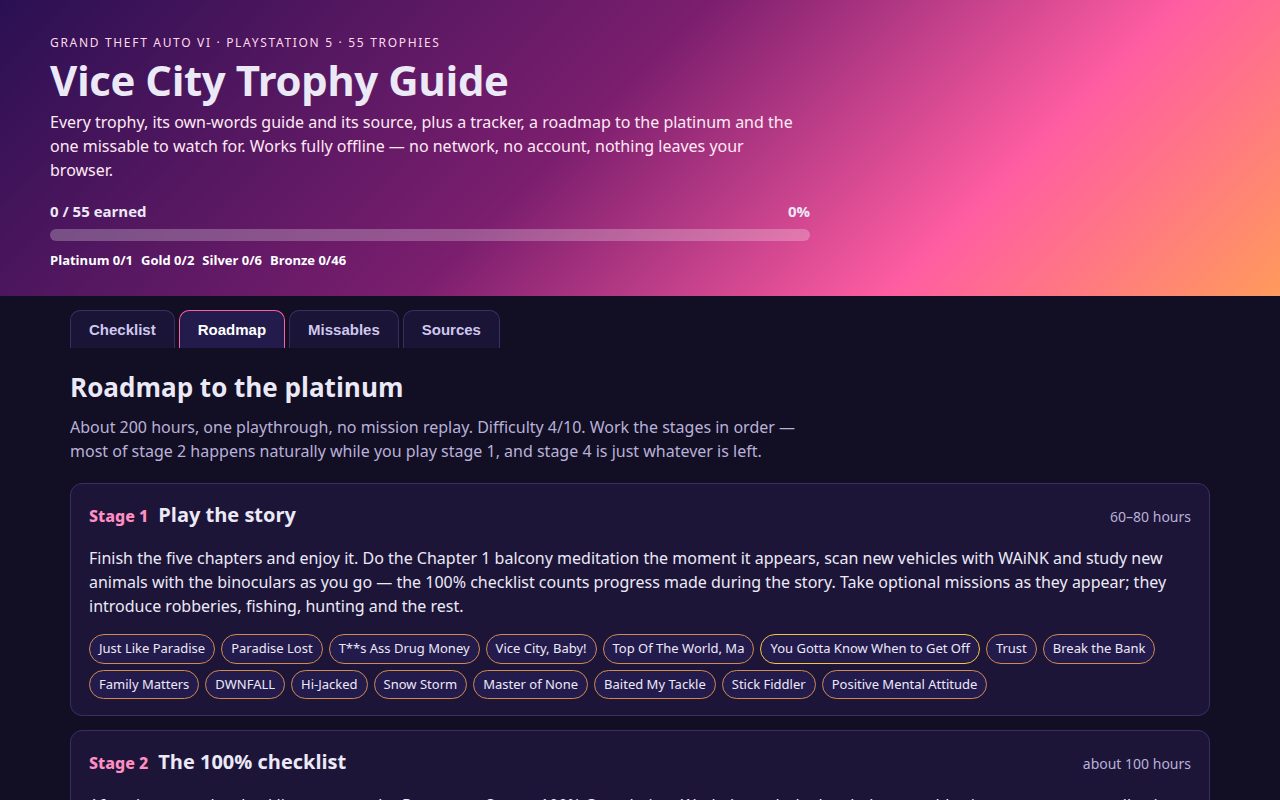 GRAND THEFT AUTO VI · PLAYSTATION 5 · 55 TROPHIES
Vice City Trophy Guide
Every trophy, its own-words guide and its source, plus a tracker, a roadmap to the platinum and the
one missable to watch for. Works fully offline — no network, no account, nothing leaves your
browser.
0 / 55 earned 0%
Platinum 0/1 Gold 0/2 Silver 0/6 Bronze 0/46
Checklist Roadmap Missables Sources
Roadmap to the platinum
About 200 hours, one playthrough, no mission replay. Difficulty 4/10. Work the stages in order —
most of stage 2 happens naturally while you play stage 1, and stage 4 is just whatever is left.
Stage 1 Play the story 60–80 hours
Finish the five chapters and enjoy it. Do the Chapter 1 balcony meditation the moment it appears, scan new vehicles with WAiNK and study new
animals with the binoculars as you go — the 100% checklist counts progress made during the story. Take optional missions as they appear; they
introduce robberies, fishing, hunting and the rest.
Just Like Paradise Paradise Lost T**s Ass Drug Money Vice City, Baby! Top Of The World, Ma You Gotta Know When to Get Off Trust Break the Bank
Family Matters DWNFALL Hi-Jacked Snow Storm Master of None Baited My Tackle Stick Fiddler Positive Mental Attitude
Stage 2 The 100% checklist about 100 hours